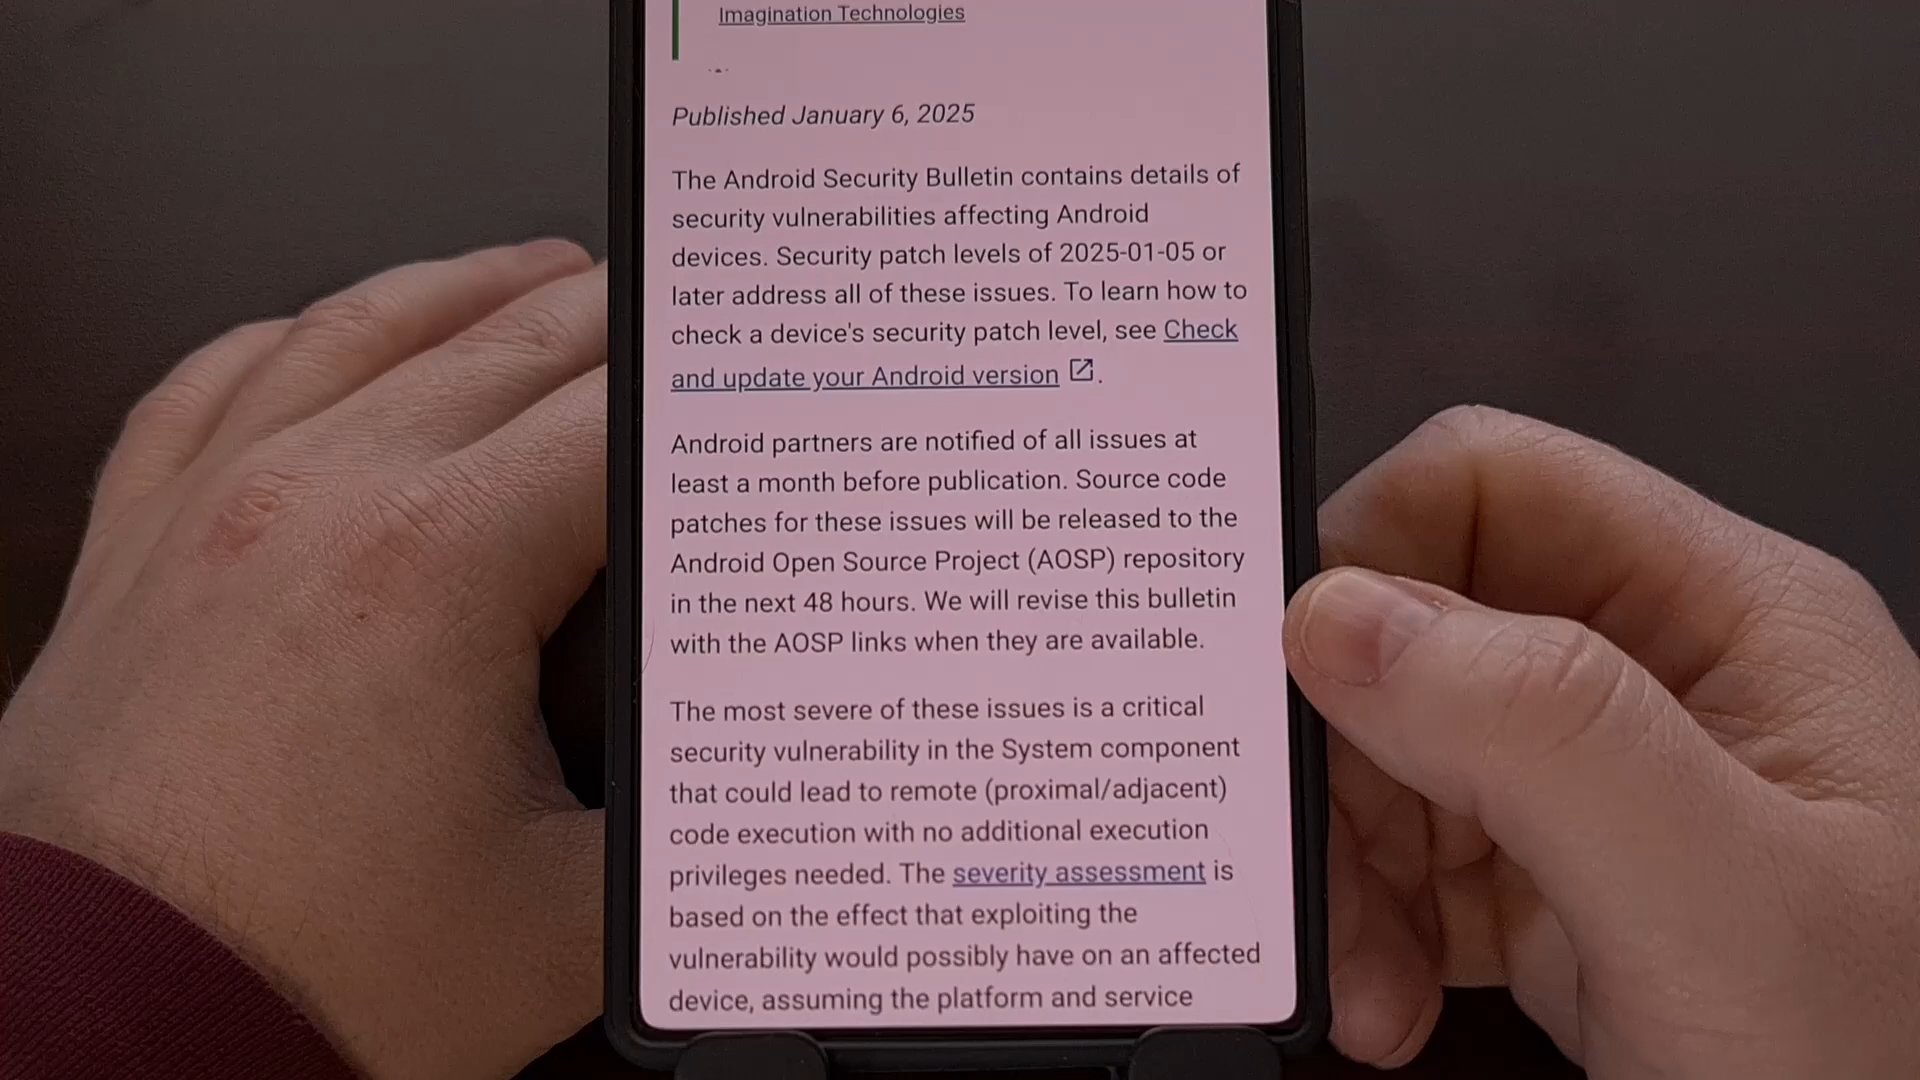 Imagination Technologies
Published January 6, 2025
The Android Security Bulletin contains details of
security vulnerabilities affecting Android
devices. Security patch levels of 2025-01-05 or
later address all of these issues. To learn how to
check a device's security patch level, see Check
and update your Android version.
Android partners are notified of all issues at
least a month before publication. Source code
patches for these issues will be released to the
Android Open Source Project (AOSP) repository
in the next 48 hours. We will revise this bulletin
with the AOSP links when they are available.
The most severe of these issues is a critical
security vulnerability in the System component
that could lead to remote (proximal/adjacent)
code execution with no additional execution
privileges needed. The severity assessment is
based on the effect that exploiting the
vulnerability would possibly have on an affected
device, assuming the platform and service